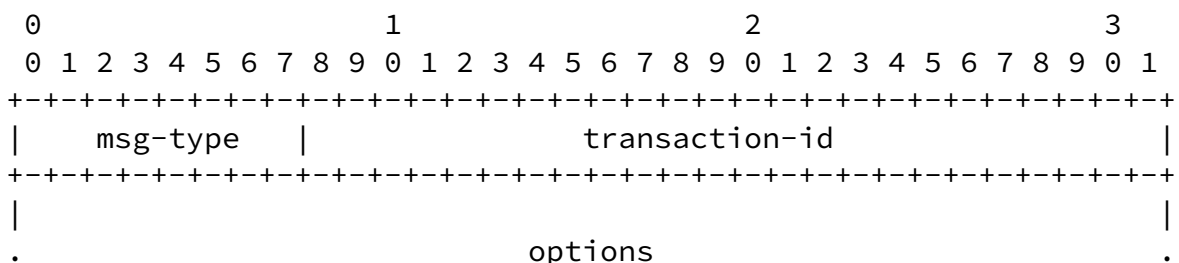 0                   1                   2                   3
 0 1 2 3 4 5 6 7 8 9 0 1 2 3 4 5 6 7 8 9 0 1 2 3 4 5 6 7 8 9 0 1
+-+-+-+-+-+-+-+-+-+-+-+-+-+-+-+-+-+-+-+-+-+-+-+-+-+-+-+-+-+-+-+-+
|    msg-type   |               transaction-id                  |
+-+-+-+-+-+-+-+-+-+-+-+-+-+-+-+-+-+-+-+-+-+-+-+-+-+-+-+-+-+-+-+-+
|                                                               |
.                            options                            .